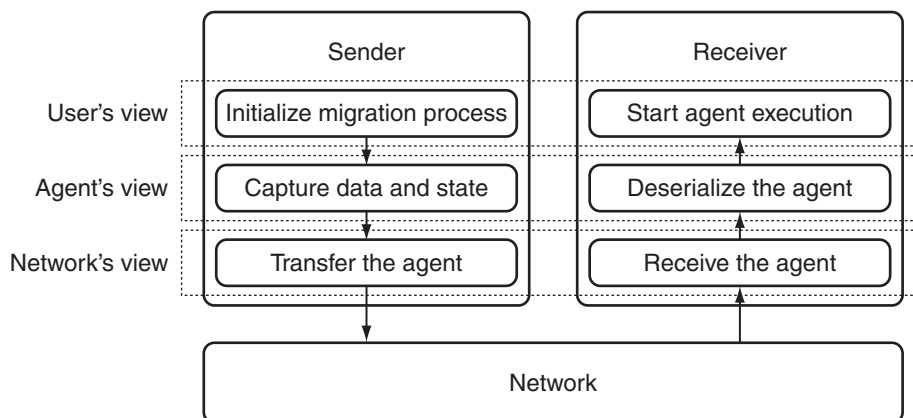 Sender
Receiver
User's view
Initialize migration process
Start agent execution
Agent's view
Capture data and state
Deserialize the agent
Network's view
Transfer the agent
Receive the agent
Network